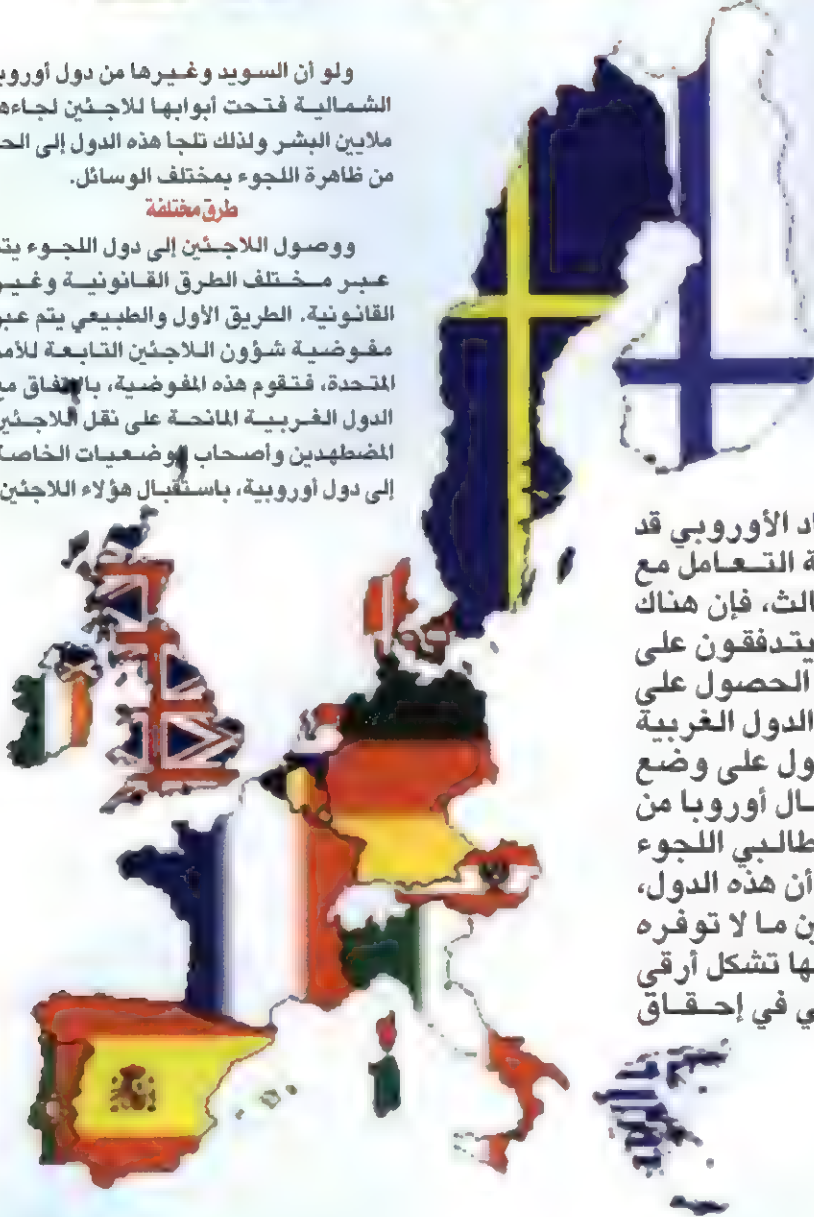 ولو أن السويد وغيرها من دول أوروبا
الشمالية فتحت أبوابها للاجئين لجاءها
ملايين البشر ولذلك تلجأ هذه الدول إلى الحد
من ظاهرة اللجوء بمختلف الوسائل.
طرق مختلفة
ووصول اللاجئين إلى دول اللجوء يتم
عبر مختلف الطرق القانونية وغير
القانونية. الطريق الأول والطبيعي يتم عبر
مفوضية شؤون اللاجئين التابعة للأمم
المتحدة، فتقوم هذه المفوضية، بالاتفاق مع
الدول الغربية المانحة على نقل اللاجئين
المضطهدين وأصحاب الوضعيات الخاصة
إلى دول أوروبية، باستقبال هؤلاء اللاجئين
اد الأوروبي قد
ة التعامل مع
الث، فإن هناك
يتدفقون على
الحصول على
الدول الغربية
ول على وضع
ال أوروبا من
طالبي اللجوء
أن هذه الدول،
ين ما لا توفره
ها تشكل أرقى
ي في إحقاق